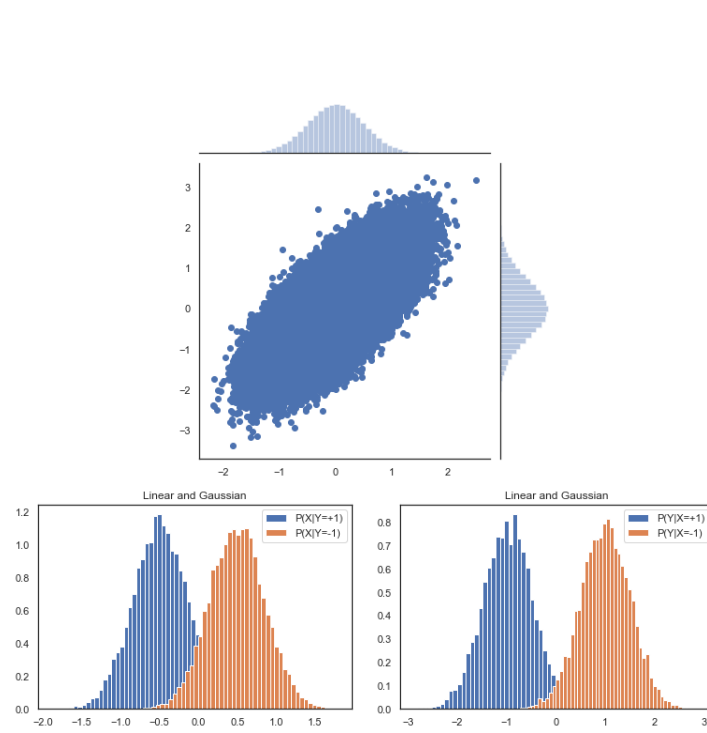 3
2
1
0
−1
−2
−3
−2 −1 0 1 2
Linear and Gaussian
1.2
1.0
0.8
0.6
0.4
0.2
0.0
P(X|Y=+1)
P(X|Y=-1)
−2.0 −1.5 −1.0 −0.5 0.0 0.5 1.0 1.5
Linear and Gaussian
0.8
0.7
0.6
0.5
0.4
0.3
0.2
0.1
0.0
P(Y|X=+1)
P(Y|X=-1)
−3 −2 −1 0 1 2 3